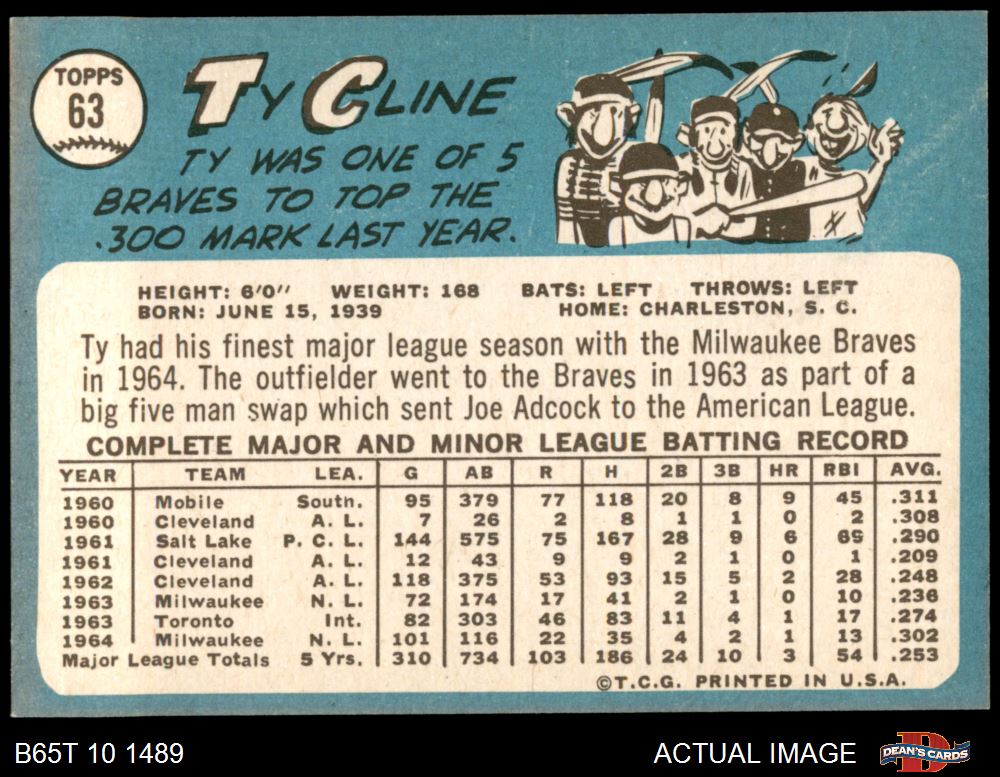 TOPPS
63
TY CLINE
TY WAS ONE OF 5
BRAVES TO TOP THE
.300 MARK LAST YEAR.
HEIGHT: 6'0" WEIGHT: 168 BATS: LEFT THROWS: LEFT
BORN: JUNE 15, 1939 HOME: CHARLESTON, S. C.
Ty had his finest major league season with the Milwaukee Braves
in 1964. The outfielder went to the Braves in 1963 as part of a
big five man swap which sent Joe Adcock to the American League.
COMPLETE MAJOR AND MINOR LEAGUE BATTING RECORD
YEAR TEAM LEA. G AB R H 2B 3B HR RBI AVG.
1960 Mobile South. 95 379 77 118 20 8 9 45 .311
1960 Cleveland A. L. 7 26 2 8 1 1 0 2 .308
1961 Salt Lake P. C. L. 144 575 75 167 28 9 6 69 .290
1961 Cleveland A. L. 12 43 9 9 2 1 0 1 .209
1962 Cleveland A. L. 118 375 53 93 15 5 2 28 .248
1963 Milwaukee N. L. 72 174 17 41 2 1 0 10 .236
1963 Toronto Int. 82 303 46 83 11 4 1 17 .274
1964 Milwaukee N. L. 101 116 22 35 4 2 1 13 .302
Major League Totals 5 Yrs. 310 734 103 186 24 10 3 54 .253
©T.C.G. PRINTED IN U.S.A.
B65T 10 1489 ACTUAL IMAGE D DEAN'S CARDS